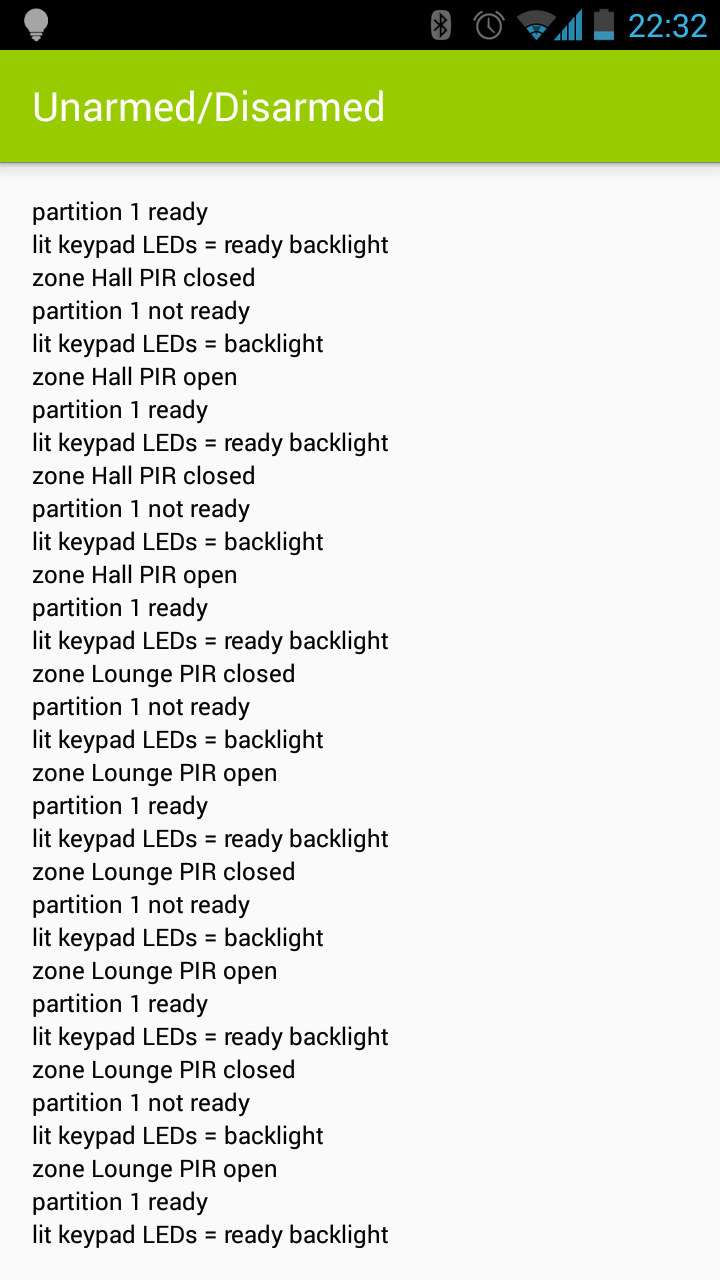 22:32
Unarmed/Disarmed
partition 1 ready
lit keypad LEDs = ready backlight
zone Hall PIR closed
partition 1 not ready
lit keypad LEDs = backlight
zone Hall PIR open
partition 1 ready
lit keypad LEDs = ready backlight
zone Hall PIR closed
partition 1 not ready
lit keypad LEDs = backlight
zone Hall PIR open
partition 1 ready
lit keypad LEDs = ready backlight
zone Lounge PIR closed
partition 1 not ready
lit keypad LEDs = backlight
zone Lounge PIR open
partition 1 ready
lit keypad LEDs = ready backlight
zone Lounge PIR closed
partition 1 not ready
lit keypad LEDs = backlight
zone Lounge PIR open
partition 1 ready
lit keypad LEDs = ready backlight
zone Lounge PIR closed
partition 1 not ready
lit keypad LEDs = backlight
zone Lounge PIR open
partition 1 ready
lit keypad LEDs = ready backlight